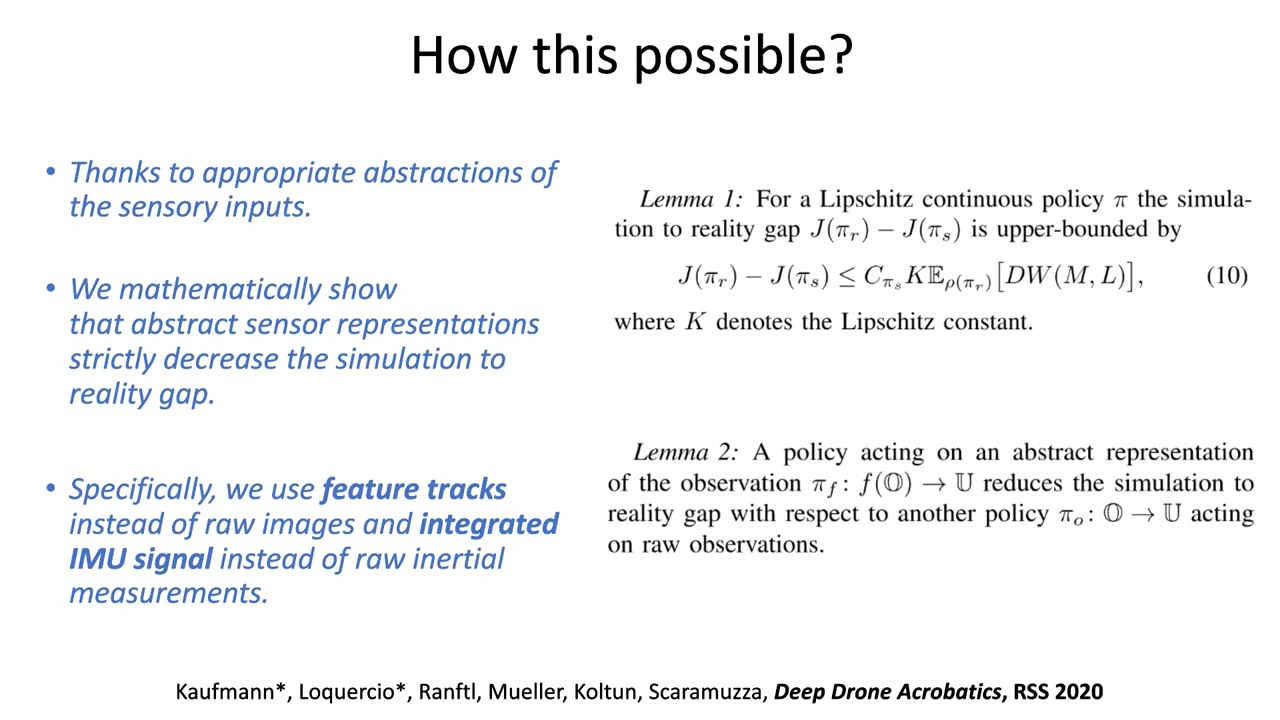 How this possible?
• Thanks to appropriate abstractions of
the sensory inputs.
• We mathematically show
that abstract sensor representations
strictly decrease the simulation to
reality gap.
• Specifically, we use feature tracks
instead of raw images and integrated
IMU signal instead of raw inertial
measurements.
Lemma 1: For a Lipschitz continuous policy π the simula-
tion to reality gap J(πᵣ) − J(πₛ) is upper-bounded by
J(π_r) − J(π_s) ≤ C_{π_s} K𝔼_{ρ(π_r)}[DW(M, L)], (10)
where K denotes the Lipschitz constant.
Lemma 2: A policy acting on an abstract representation
of the observation π_f : f(𝕆) → 𝕌 reduces the simulation to
reality gap with respect to another policy π_o : 𝕆 → 𝕌 acting
on raw observations.
Kaufmann*, Loquercio*, Ranftl, Mueller, Koltun, Scaramuzza, Deep Drone Acrobatics, RSS 2020